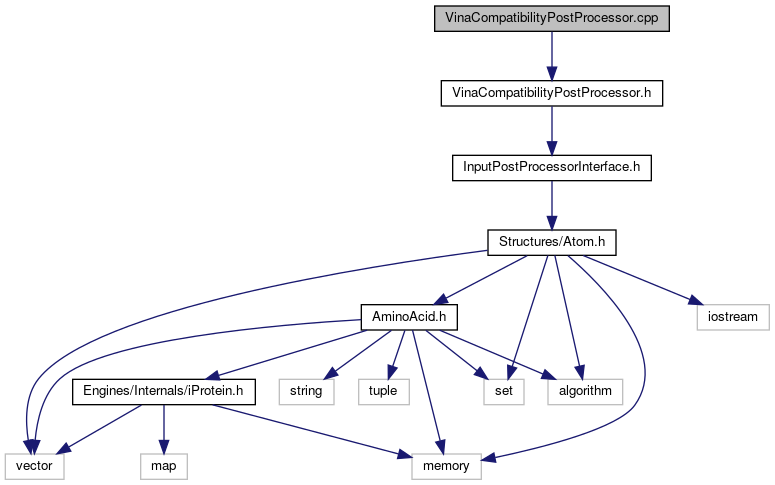 VinaCompatibilityPostProcessor.cpp
VinaCompatibilityPostProcessor.h
InputPostProcessorInterface.h
Structures/Atom.h
AminoAcid.h
iostream
Engines/Internals/iProtein.h
string
tuple
set
algorithm
vector
map
memory